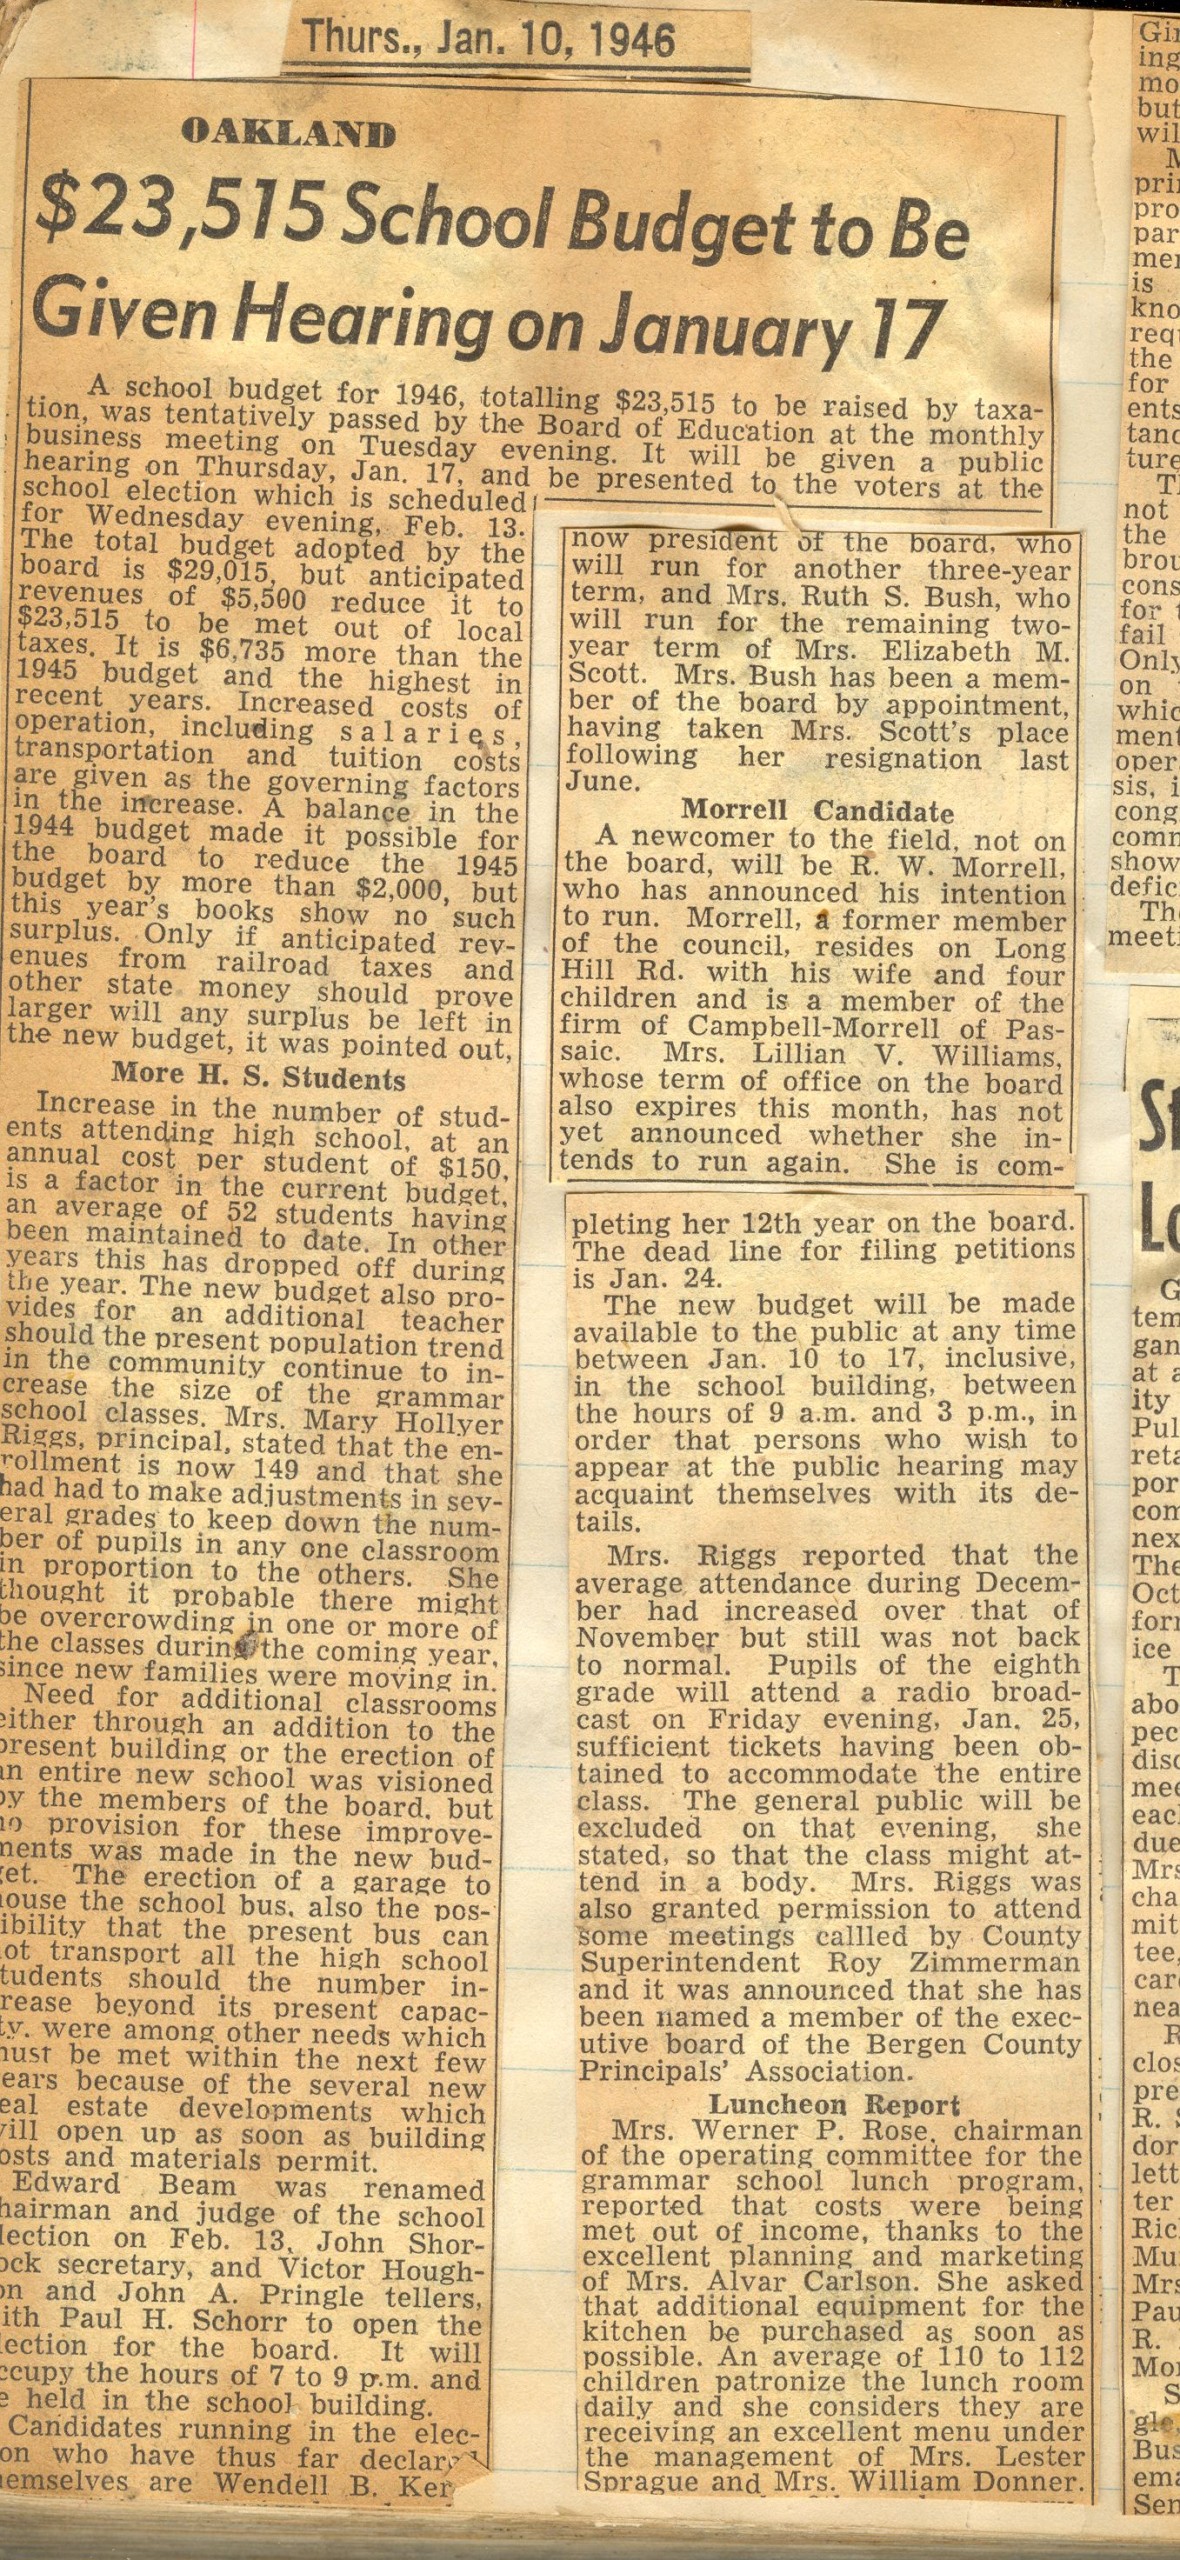 Thurs., Jan. 10, 1946
OAKLAND
$23,515 School Budget to Be
Given Hearing on January 17
A school budget for 1946, totalling $23,515 to be raised by taxa-
tion, was tentatively passed by the Board of Education at the monthly
business meeting on Tuesday evening. It will be given a public
hearing on Thursday, Jan. 17, and be presented to the voters at the
school election which is scheduled
for Wednesday evening, Feb. 13.
The total budget adopted by the
board is $29,015, but anticipated
revenues of $5,500 reduce it to
$23,515 to be met out of local
taxes. It is $6,735 more than the
1945 budget and the highest in
recent years. Increased costs of
operation, including salaries,
transportation and tuition costs
are given as the governing factors
in the increase. A balance in the
1944 budget made it possible for
the board to reduce the 1945
budget by more than $2,000, but
this year's books show no such
surplus. Only if anticipated rev-
enues from railroad taxes and
other state money should prove
larger will any surplus be left in
the new budget, it was pointed out,
More H. S. Students
Increase in the number of stud-
ents attending high school, at an
annual cost per student of $150,
is a factor in the current budget,
an average of 52 students having
been maintained to date. In other
years this has dropped off during
the year. The new budget also pro-
vides for an additional teacher
should the present population trend
in the community continue to in-
crease the size of the grammar
school classes. Mrs. Mary Hollyer
Riggs, principal, stated that the en-
rollment is now 149 and that she
had had to make adjustments in sev-
eral grades to keep down the num-
ber of pupils in any one classroom
in proportion to the others. She
thought it probable there might
be overcrowding in one or more of
the classes during the coming year,
since new families were moving in.
Need for additional classrooms
either through an addition to the
present building or the erection of
an entire new school was visioned
by the members of the board, but
no provision for these improve-
ments was made in the new bud-
get. The erection of a garage to
house the school bus, also the pos-
ibility that the present bus can
ot transport all the high school
tudents should the number in-
rease beyond its present capac-
ty, were among other needs which
must be met within the next few
ears because of the several new
eal estate developments which
will open up as soon as building
osts and materials permit.
Edward Beam was renamed
hairman and judge of the school
lection on Feb. 13, John Shor-
ock secretary, and Victor Hough-
on and John A. Pringle tellers,
ith Paul H. Schorr to open the
lection for the board. It will
ccupy the hours of 7 to 9 p.m. and
e held in the school building.
Candidates running in the elec-
on who have thus far declared
hemselves are Wendell B. Ker
now president of the board, who
will run for another three-year
term, and Mrs. Ruth S. Bush, who
will run for the remaining two-
year term of Mrs. Elizabeth M.
Scott. Mrs. Bush has been a mem-
ber of the board by appointment,
having taken Mrs. Scott's place
following her resignation last
June.
Morrell Candidate
A newcomer to the field, not on
the board, will be R. W. Morrell,
who has announced his intention
to run. Morrell, a former member
of the council, resides on Long
Hill Rd. with his wife and four
children and is a member of the
firm of Campbell-Morrell of Pas-
saic. Mrs. Lillian V. Williams,
whose term of office on the board
also expires this month, has not
yet announced whether she in-
tends to run again. She is com-
pleting her 12th year on the board.
The dead line for filing petitions
is Jan. 24.
The new budget will be made
available to the public at any time
between Jan. 10 to 17, inclusive,
in the school building, between
the hours of 9 a.m. and 3 p.m., in
order that persons who wish to
appear at the public hearing may
acquaint themselves with its de-
tails.
Mrs. Riggs reported that the
average attendance during Decem-
ber had increased over that of
November but still was not back
to normal. Pupils of the eighth
grade will attend a radio broad-
cast on Friday evening, Jan. 25,
sufficient tickets having been ob-
tained to accommodate the entire
class. The general public will be
excluded on that evening, she
stated, so that the class might at-
tend in a body. Mrs. Riggs was
also granted permission to attend
some meetings callled by County
Superintendent Roy Zimmerman
and it was announced that she has
been named a member of the exec-
utive board of the Bergen County
Principals' Association.
Luncheon Report
Mrs. Werner P. Rose, chairman
of the operating committee for the
grammar school lunch program,
reported that costs were being
met out of income, thanks to the
excellent planning and marketing
of Mrs. Alvar Carlson. She asked
that additional equipment for the
kitchen be purchased as soon as
possible. An average of 110 to 112
children patronize the lunch room
daily and she considers they are
receiving an excellent menu under
the management of Mrs. Lester
Sprague and Mrs. William Donner.